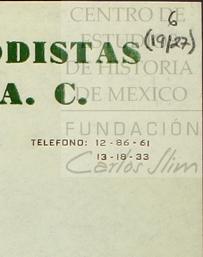 6
(19/27)
CENTRO DE
ESTUDIOS
DE HISTORIA
DE MEXICO
ODISTAS
A. C.
FUNDACIÓN
Carlos Slim
TELEFONO: 12-86-61
13-18-33